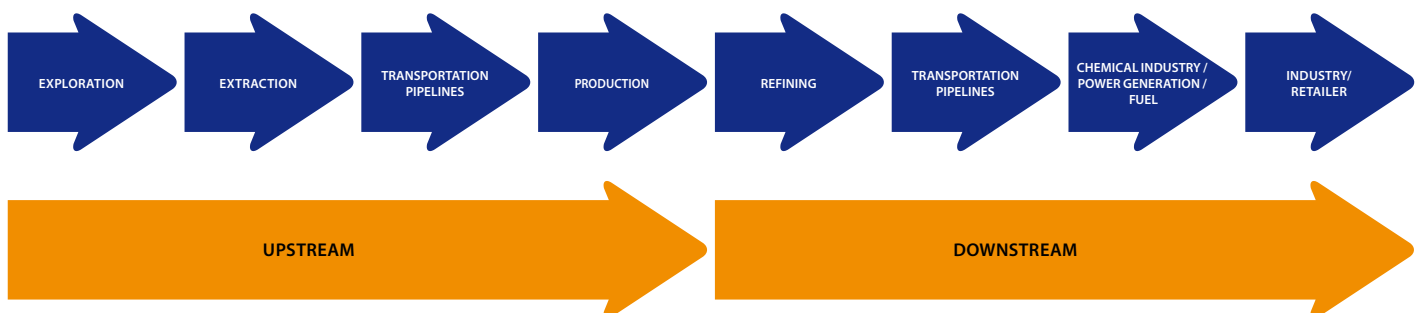 EXPLORATION
EXTRACTION
TRANSPORTATION
PIPELINES
PRODUCTION
REFINING
TRANSPORTATION
PIPELINES
CHEMICAL INDUSTRY /
POWER GENERATION /
FUEL
INDUSTRY/
RETAILER
UPSTREAM
DOWNSTREAM